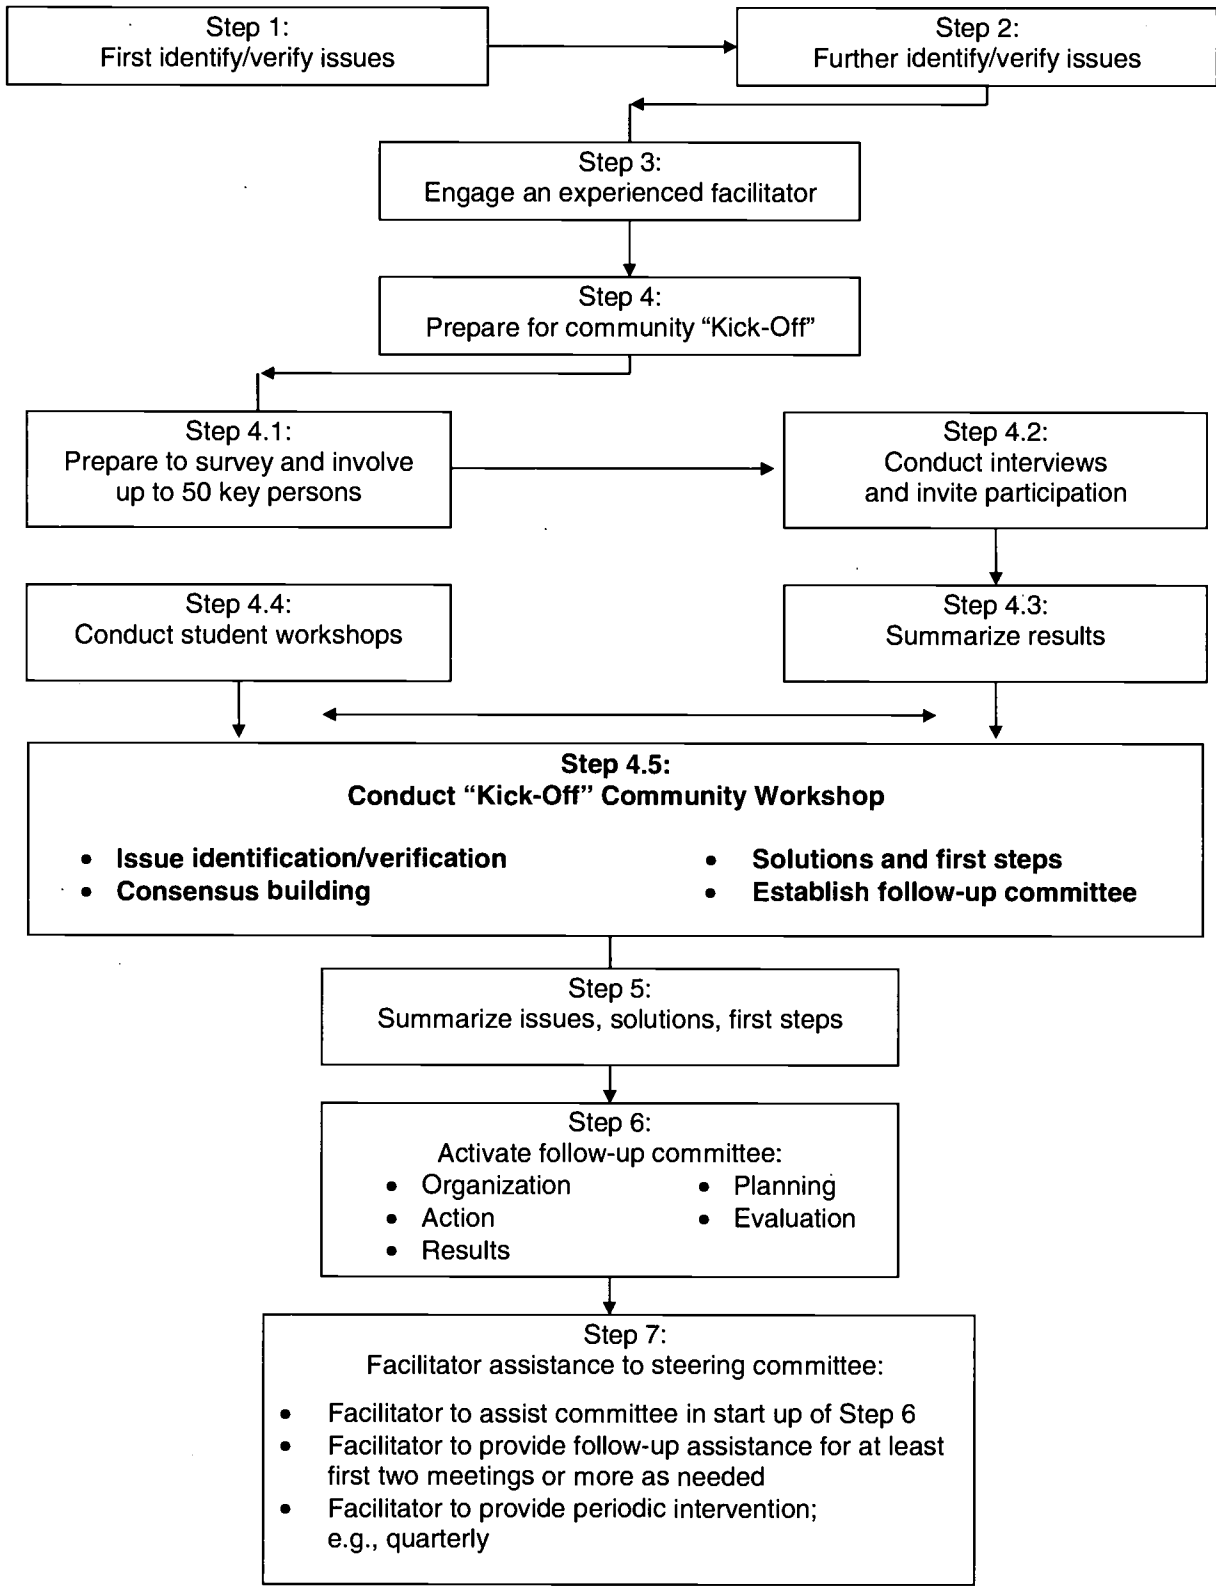 Step 1:
First identify/verify issues
Step 2:
Further identify/verify issues
Step 3:
Engage an experienced facilitator
Step 4:
Prepare for community “Kick-Off”
Step 4.1:
Prepare to survey and involve
up to 50 key persons
Step 4.2:
Conduct interviews
and invite participation
Step 4.4:
Conduct student workshops
Step 4.3:
Summarize results
Step 4.5:
Conduct “Kick-Off” Community Workshop
• Issue identification/verification
• Consensus building
• Solutions and first steps
• Establish follow-up committee
Step 5:
Summarize issues, solutions, first steps
Step 6:
Activate follow-up committee:
• Organization
• Action
• Results
• Planning
• Evaluation
Step 7:
Facilitator assistance to steering committee:
• Facilitator to assist committee in start up of Step 6
• Facilitator to provide follow-up assistance for at least
first two meetings or more as needed
• Facilitator to provide periodic intervention;
e.g., quarterly